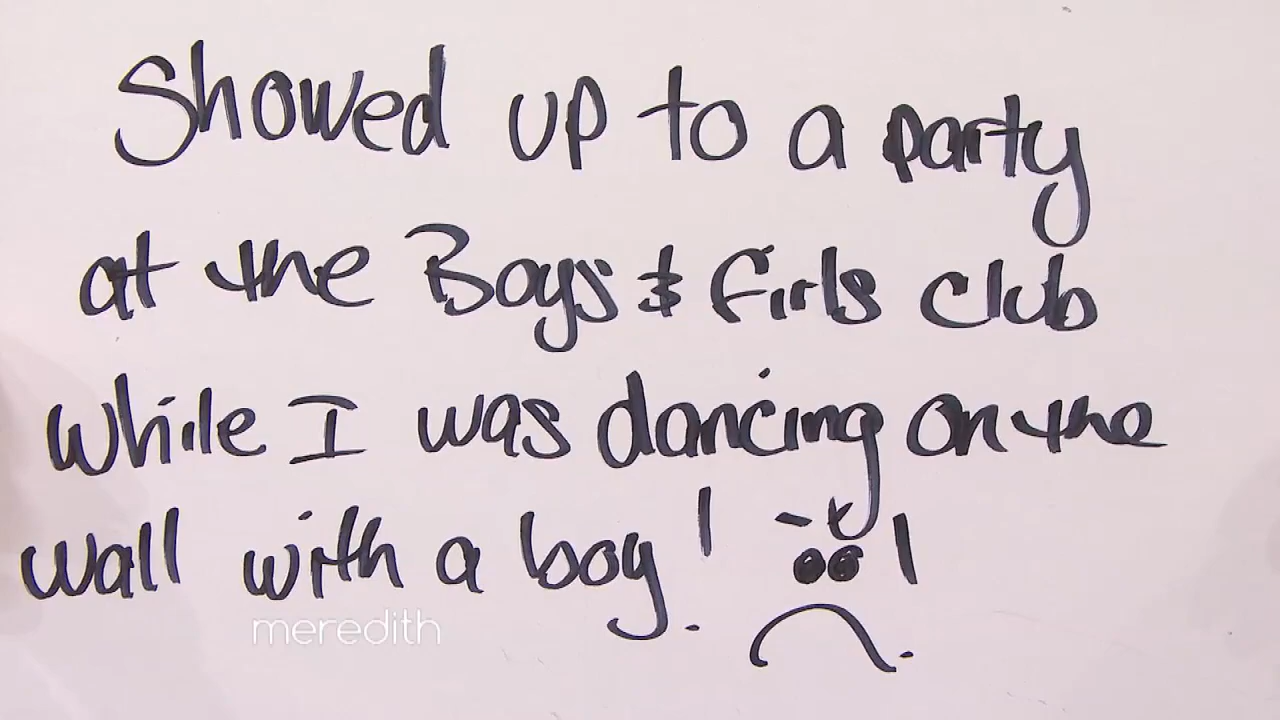 Showed up to a party
at the Boys & Girls club
while I was dancing on the
wall with a boy!
meredith